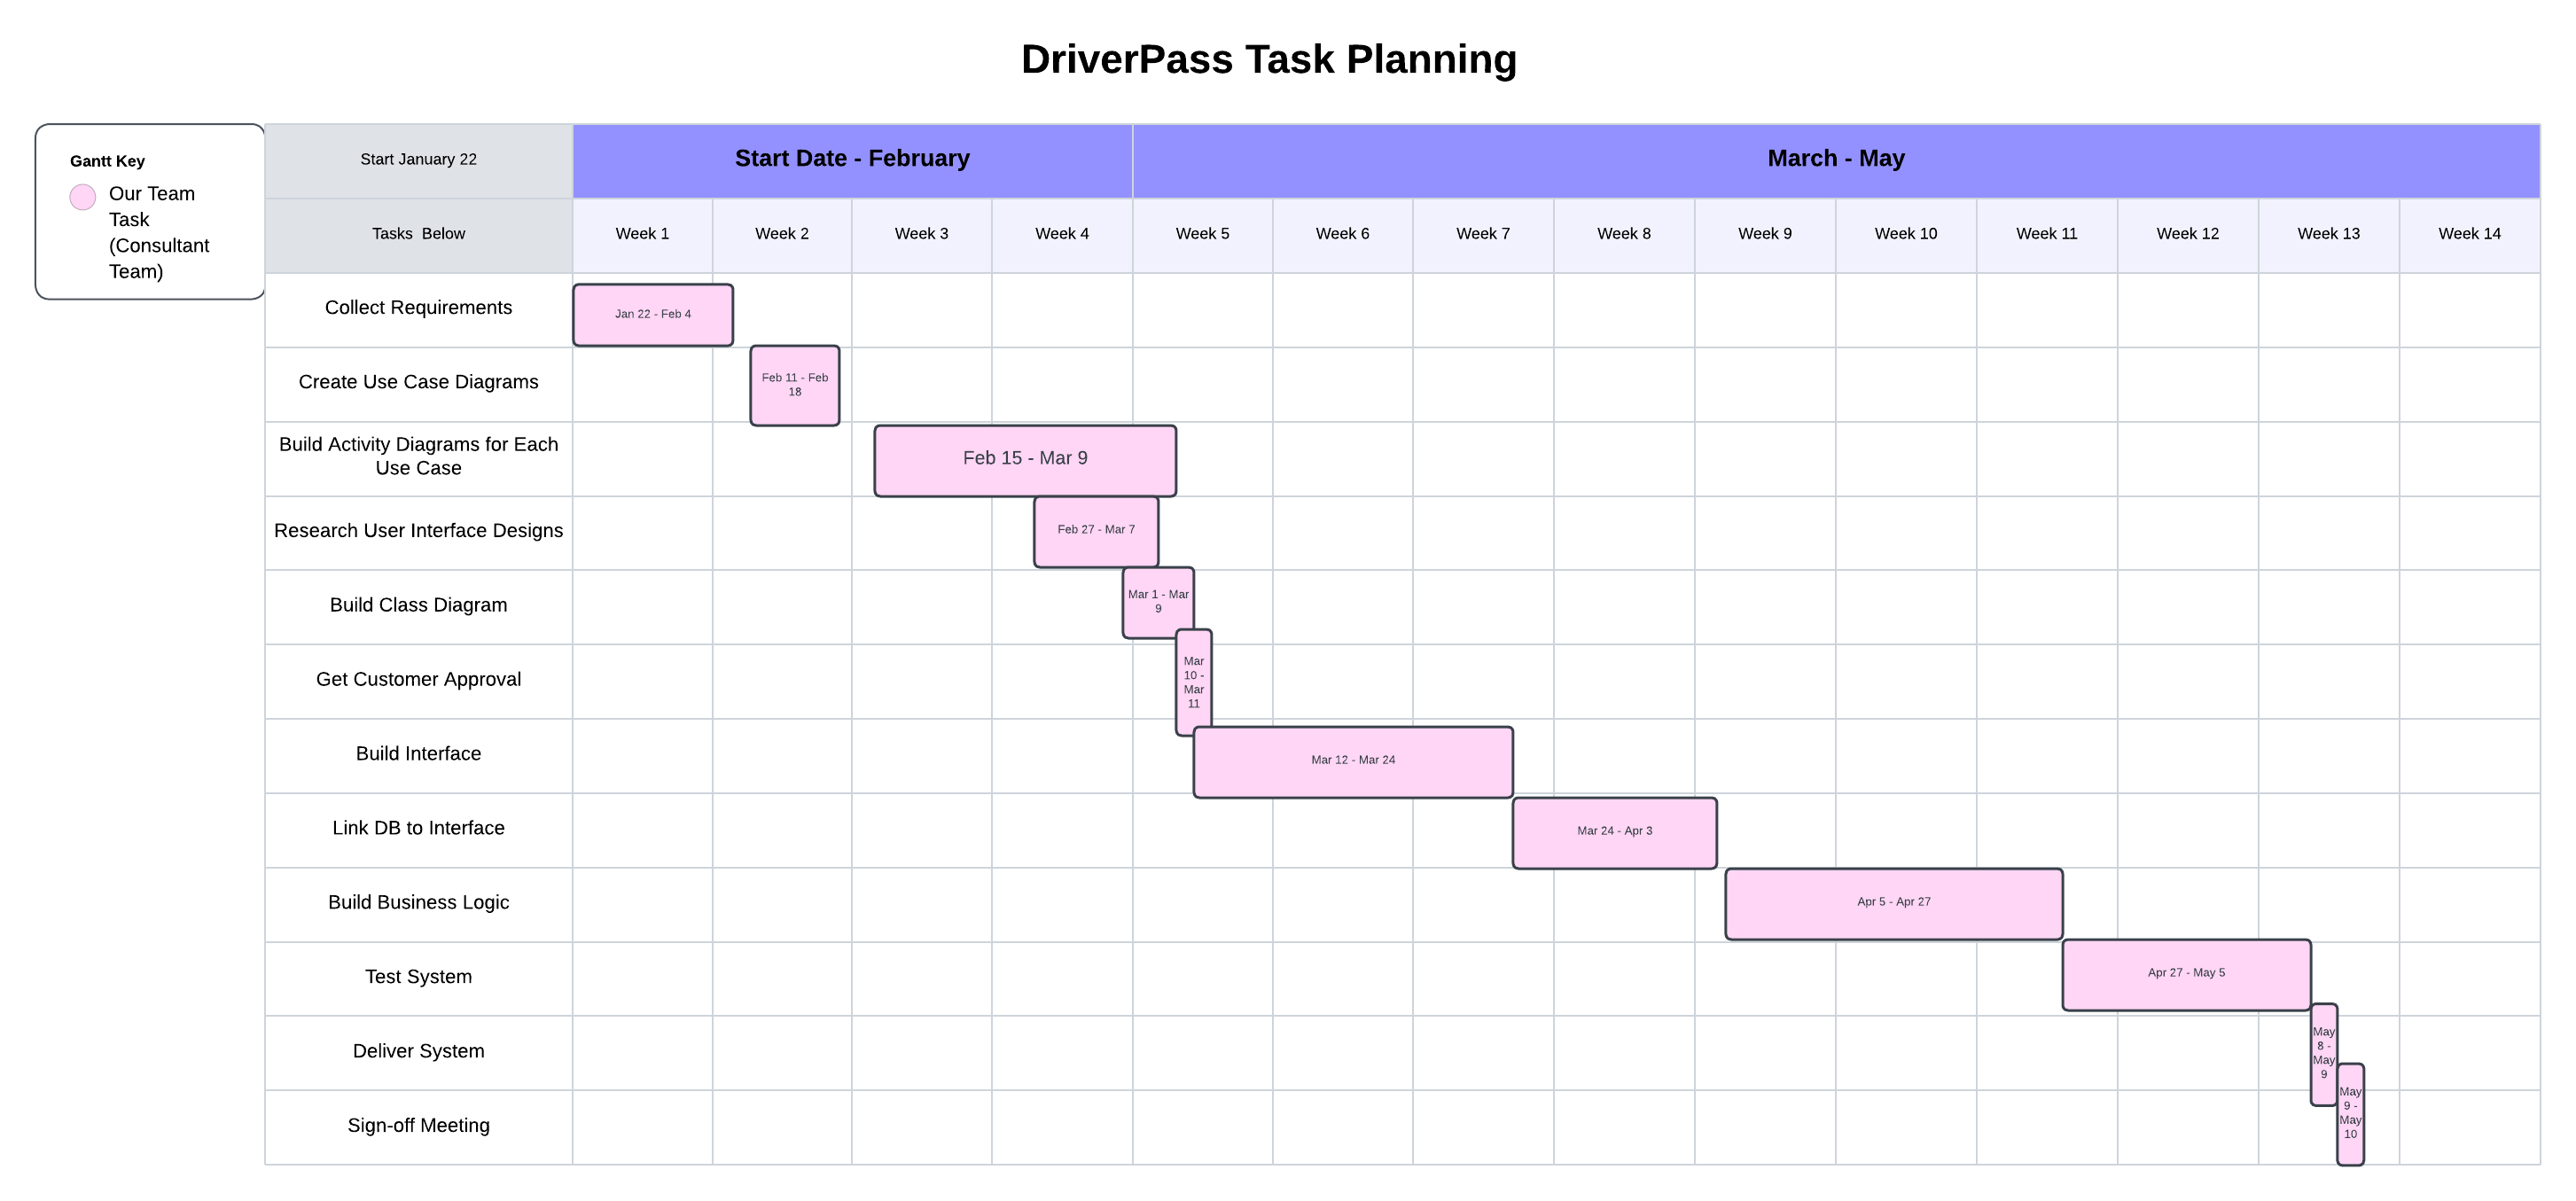 DriverPass Task Planning
Gantt Key
Our Team
Task
(Consultant
Team)
Start January 22
Start Date - February
March - May
Tasks  Below
Week 1
Week 2
Week 3
Week 4
Week 5
Week 6
Week 7
Week 8
Week 9
Week 10
Week 11
Week 12
Week 13
Week 14
Collect Requirements
Jan 22 - Feb 4
Create Use Case Diagrams
Feb 11 - Feb
18
Build Activity Diagrams for Each
Use Case
Feb 15 - Mar 9
Research User Interface Designs
Feb 27 - Mar 7
Build Class Diagram
Mar 1 - Mar
9
Get Customer Approval
Mar
10 -
Mar
11
Build Interface
Mar 12 - Mar 24
Link DB to Interface
Mar 24 - Apr 3
Build Business Logic
Apr 5 - Apr 27
Test System
Apr 27 - May 5
Deliver System
May
8 -
May
9
Sign-off Meeting
May
9 -
May
10